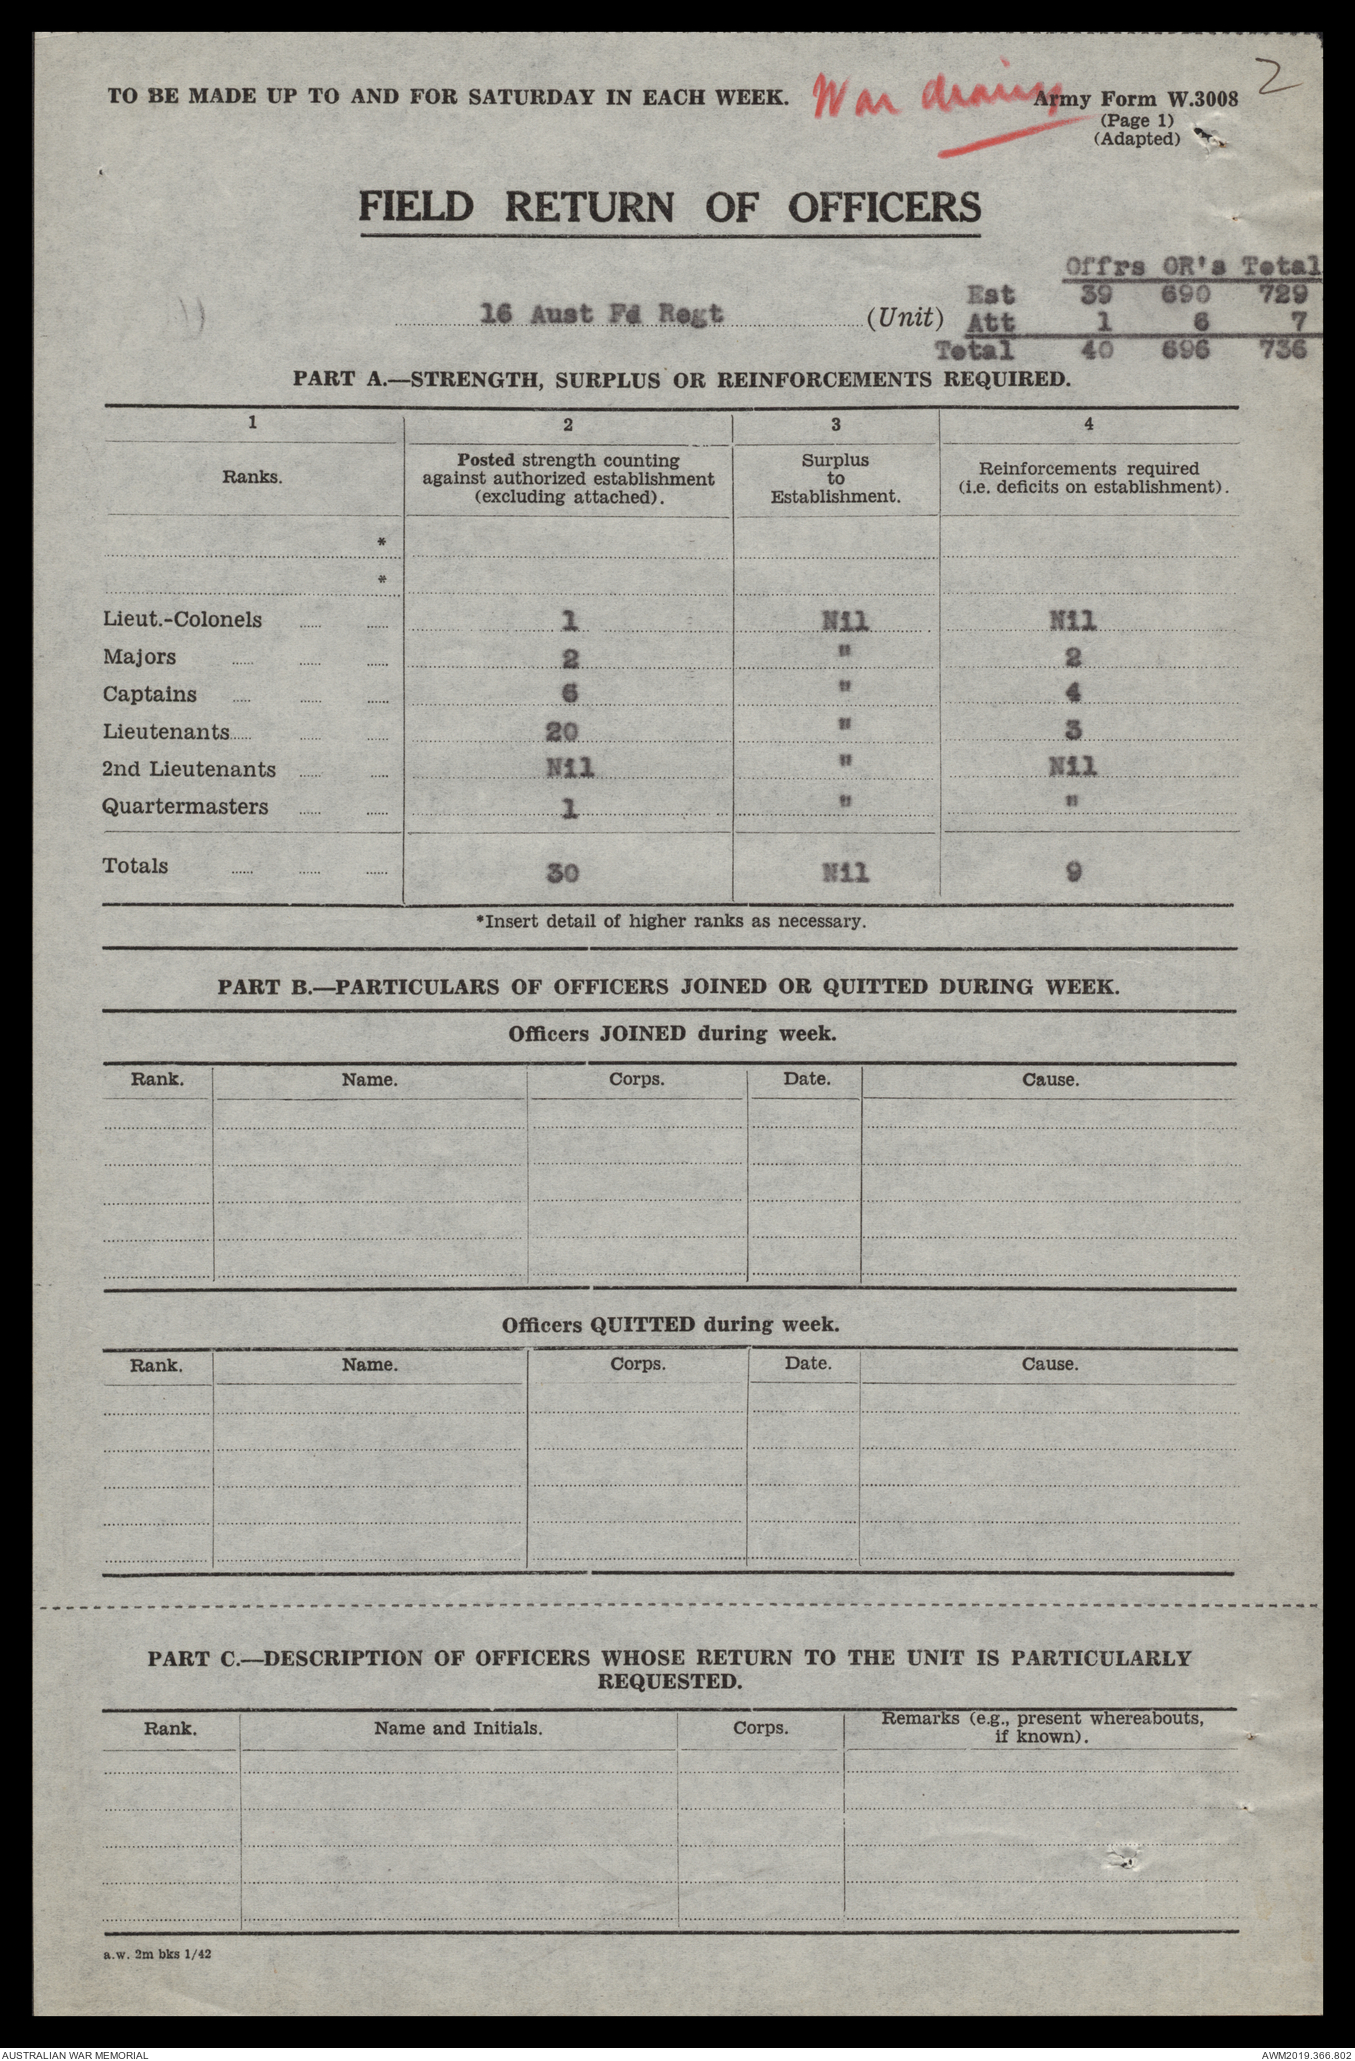 TO BE MADE UP TO AND FOR SATURDAY IN EACH WEEK.
War diaries
2
Army Form W.3008
(Page 1)
(Adapted)
FIELD RETURN OF OFFICERS
Offrs OR's Total
Est 39 690 729
16 Aust Fd Regt (Unit)
Att 1 6 7
Total 40 696 736
PART A.—STRENGTH, SURPLUS OR REINFORCEMENTS REQUIRED.
1 2 3 4
Ranks.
Posted strength counting
against authorized establishment
(excluding attached).
Surplus
to
Establishment.
Reinforcements required
(i.e. deficits on establishment).
*
*
Lieut.-Colonels 1 Nil Nil
Majors 2 " 2
Captains 6 " 4
Lieutenants 20 " 3
2nd Lieutenants Nil " Nil
Quartermasters 1 " "
Totals 30 Nil 9
*Insert detail of higher ranks as necessary.
PART B.—PARTICULARS OF OFFICERS JOINED OR QUITTED DURING WEEK.
Officers JOINED during week.
Rank. Name. Corps. Date. Cause.
Officers QUITTED during week.
Rank. Name. Corps. Date. Cause.
PART C.—DESCRIPTION OF OFFICERS WHOSE RETURN TO THE UNIT IS PARTICULARLY
REQUESTED.
Rank. Name and Initials. Corps. Remarks (e.g., present whereabouts,
if known).
a.w. 2m bks 1/42
AUSTRALIAN WAR MEMORIAL
AWM2019.366.802